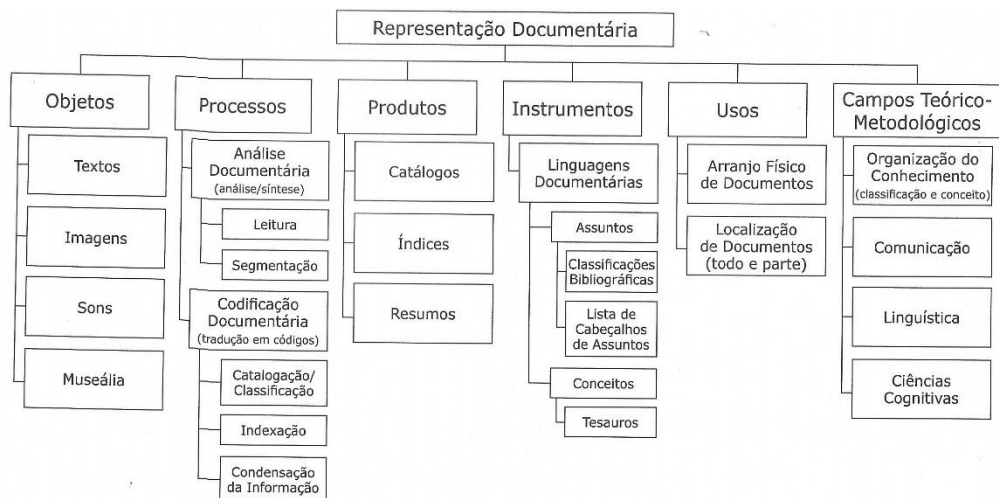 Representação Documentária
Objetos
Textos
Imagens
Sons
Museália
Processos
Análise
Documentária
(análise/síntese)
Leitura
Segmentação
Codificação
Documentária
(tradução em códigos)
Catalogação/
Classificação
Indexação
Condensação
da Informação
Produtos
Catálogos
Índices
Resumos
Instrumentos
Linguagens
Documentárias
Assuntos
Classificações
Bibliográficas
Lista de
Cabeçalhos
de Assuntos
Conceitos
Tesauros
Usos
Arranjo Físico
de Documentos
Localização
de Documentos
(todo e parte)
Campos Teórico-
Metodológicos
Organização do
Conhecimento
(classificação e conceito)
Comunicação
Linguística
Ciências
Cognitivas